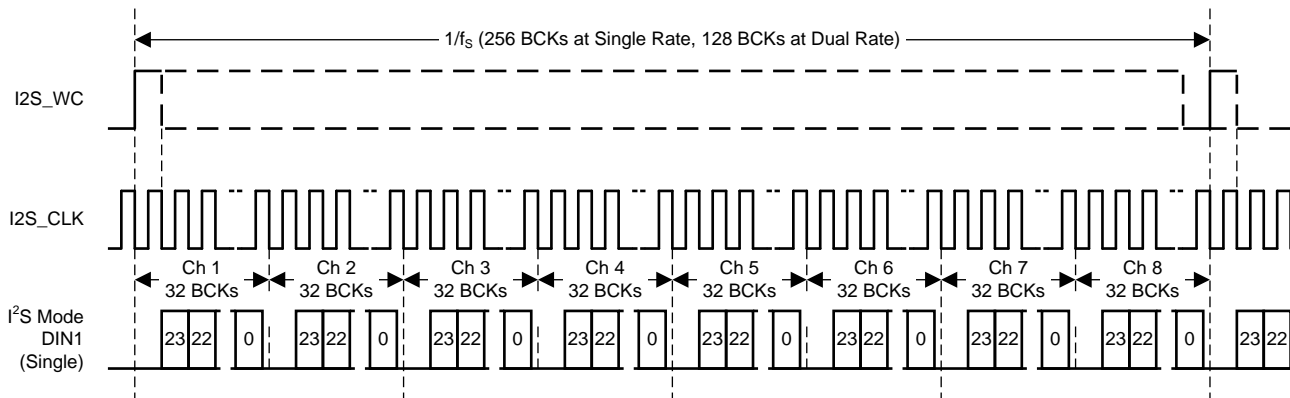 1/fS (256 BCKs at Single Rate, 128 BCKs at Dual Rate)
I2S_WC
I2S_CLK
Ch 1 Ch 2 Ch 3 Ch 4 Ch 5 Ch 6 Ch 7 Ch 8
32 BCKs 32 BCKs 32 BCKs 32 BCKs 32 BCKs 32 BCKs 32 BCKs 32 BCKs
I²S Mode
DIN1
(Single)
23 22 0 23 22 0 23 22 0 23 22 0 23 22 0 23 22 0 23 22 0 23 22 0 23 22